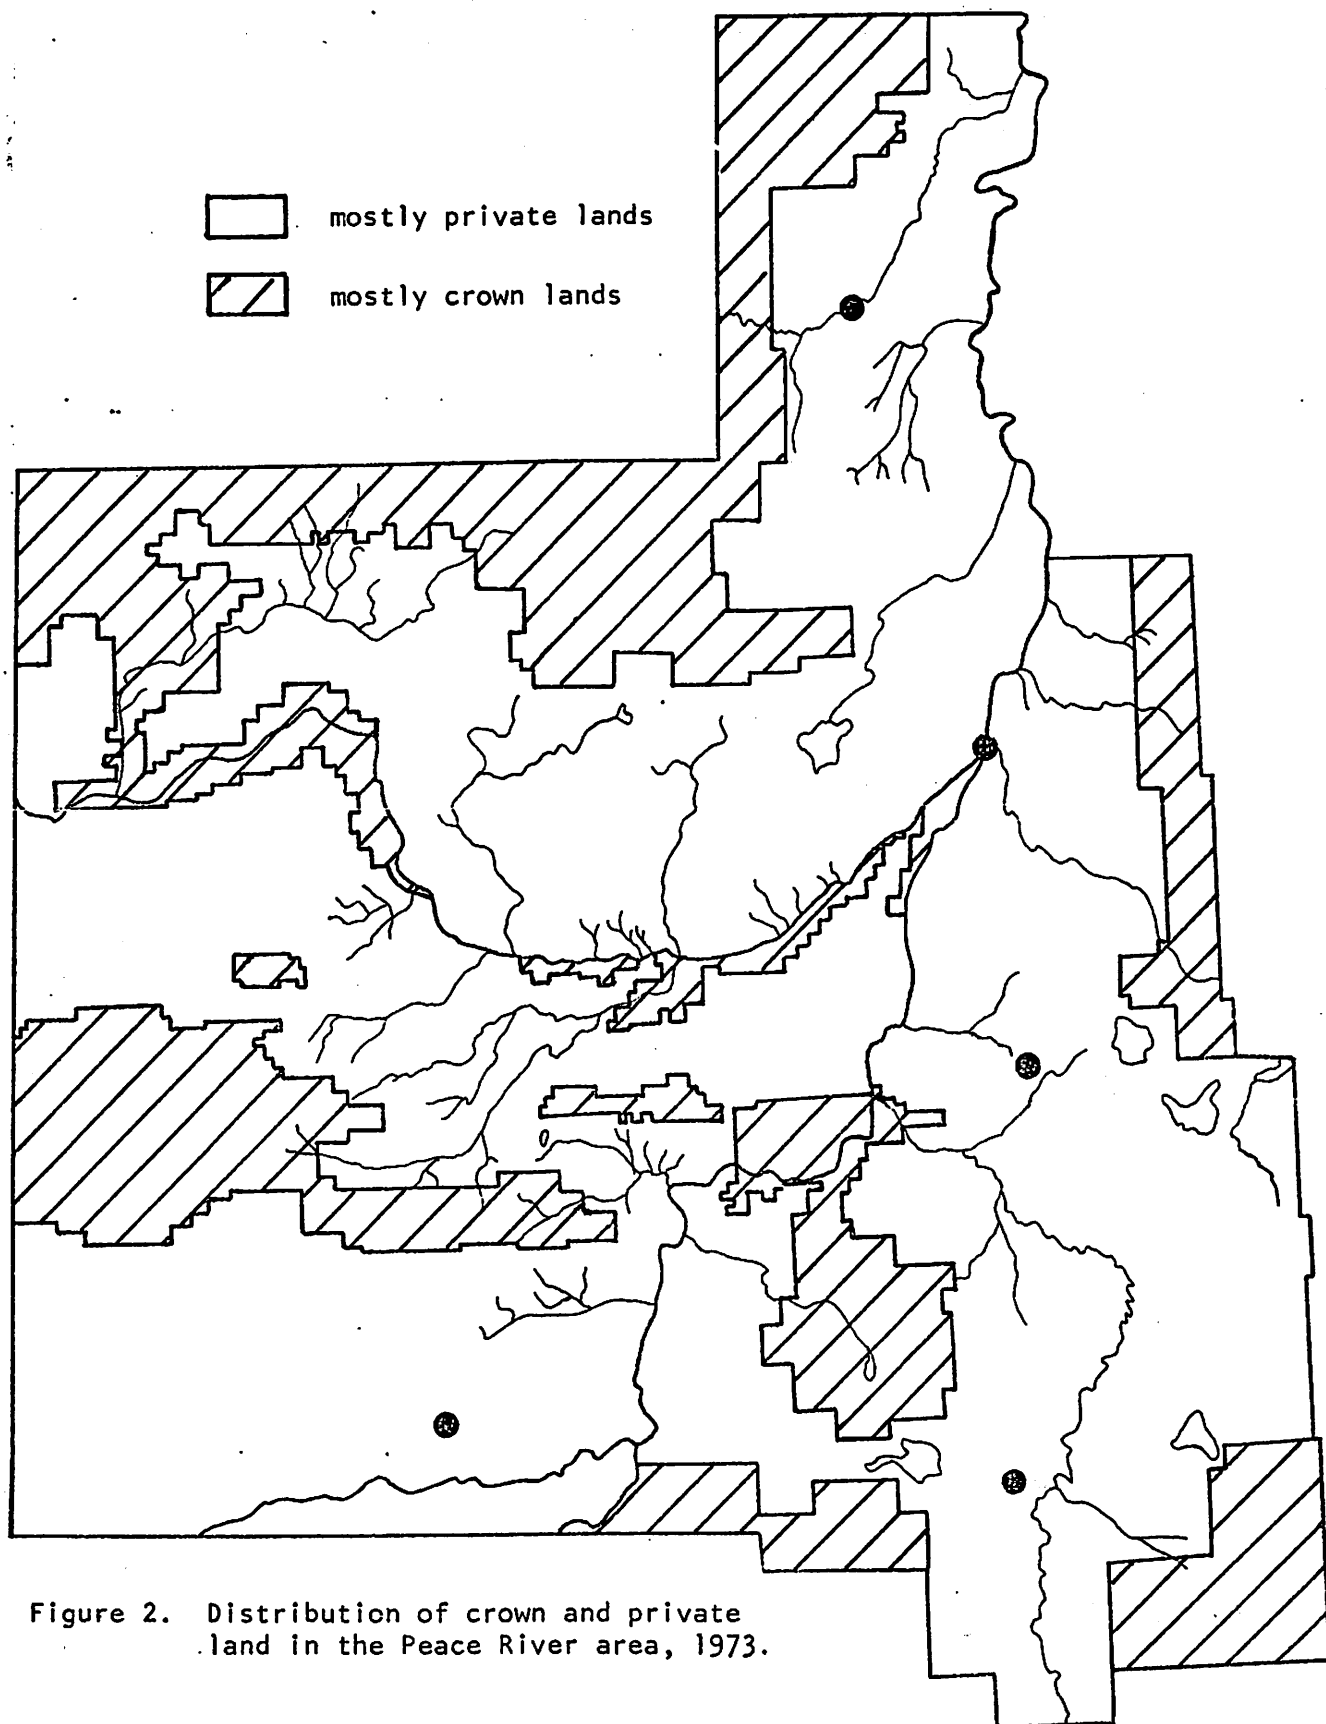 mostly private lands
mostly crown lands
Figure 2. Distribution of crown and private
land in the Peace River area, 1973.